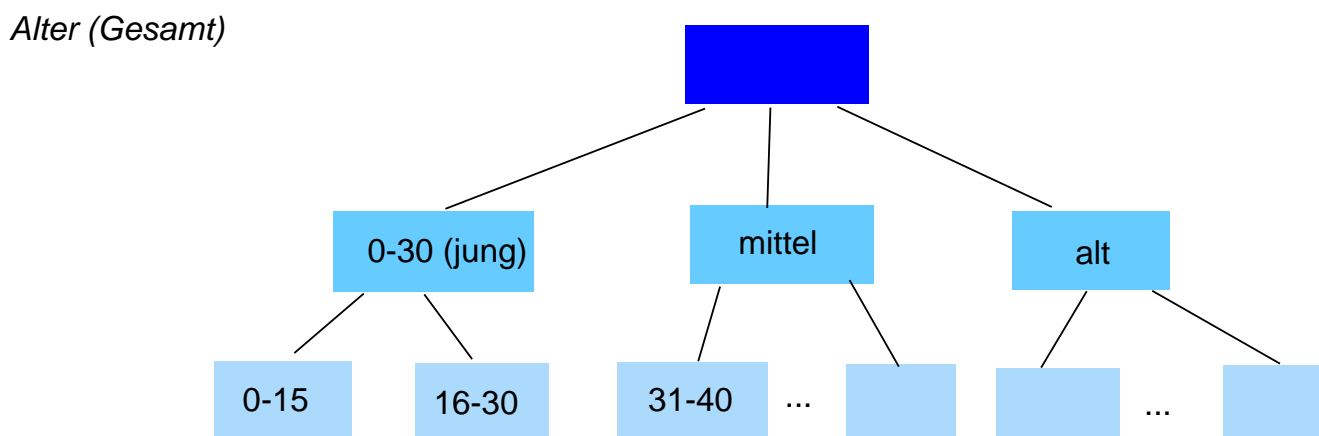 Alter (Gesamt)
0-30 (jung)
mittel
alt
0-15
16-30
31-40
...
...